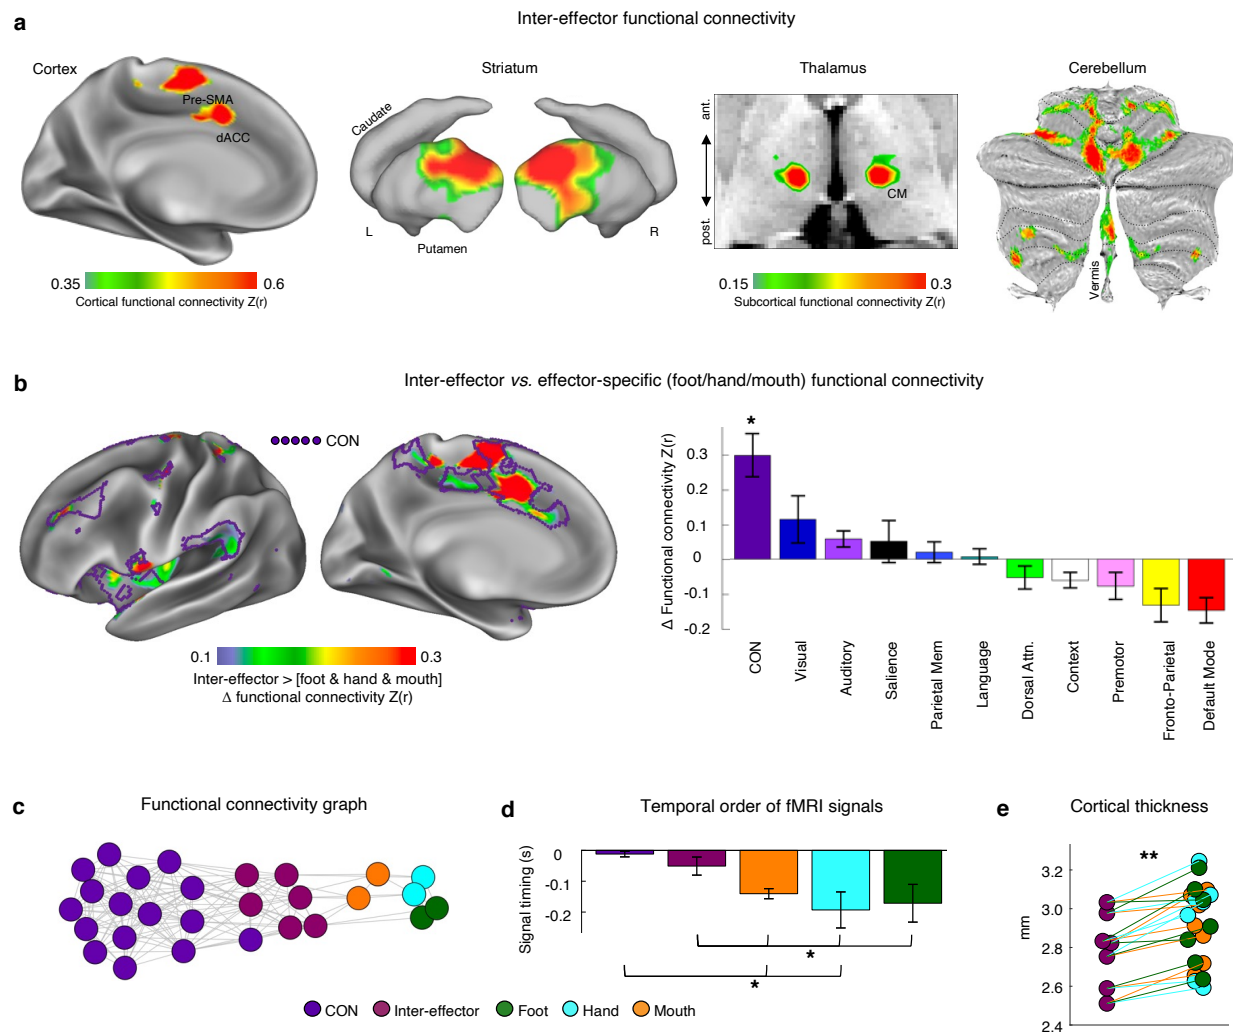 a
Inter-effector functional connectivity
Cortex
Striatum
Thalamus
Cerebellum
Pre-SMA
dACC
Caudate
L
Putamen
R
ant.
post.
CM
Vermis
0.35
0.6
Cortical functional connectivity Z(r)
0.15
0.3
Subcortical functional connectivity Z(r)
b
Inter-effector vs. effector-specific (foot/hand/mouth) functional connectivity
CON
0.1
0.3
Inter-effector > [foot & hand & mouth]
Δ functional connectivity Z(r)
Δ Functional connectivity Z(r)
0.3
0.2
0.1
0
-0.1
-0.2
*
CON
Visual
Auditory
Salience
Parietal Mem
Language
Dorsal Attn.
Context
Premotor
Fronto-Parietal
Default Mode
c
Functional connectivity graph
d
Temporal order of fMRI signals
Signal timing (s)
0
-0.1
-0.2
*
*
e
Cortical thickness
**
mm
3.2
3.0
2.8
2.6
2.4
CON
Inter-effector
Foot
Hand
Mouth